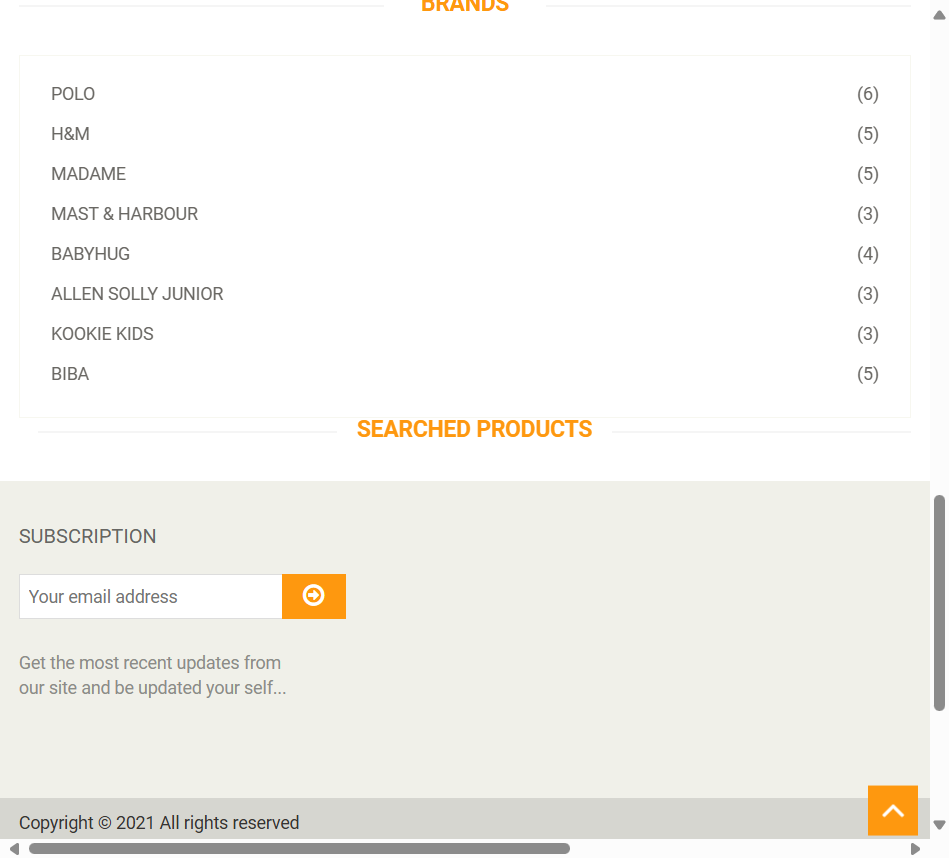 BRANDS
POLO (6)
H&M (5)
MADAME (5)
MAST & HARBOUR (3)
BABYHUG (4)
ALLEN SOLLY JUNIOR (3)
KOOKIE KIDS (3)
BIBA (5)
SEARCHED PRODUCTS
SUBSCRIPTION
Your email address
Get the most recent updates from
our site and be updated your self...
Copyright © 2021 All rights reserved